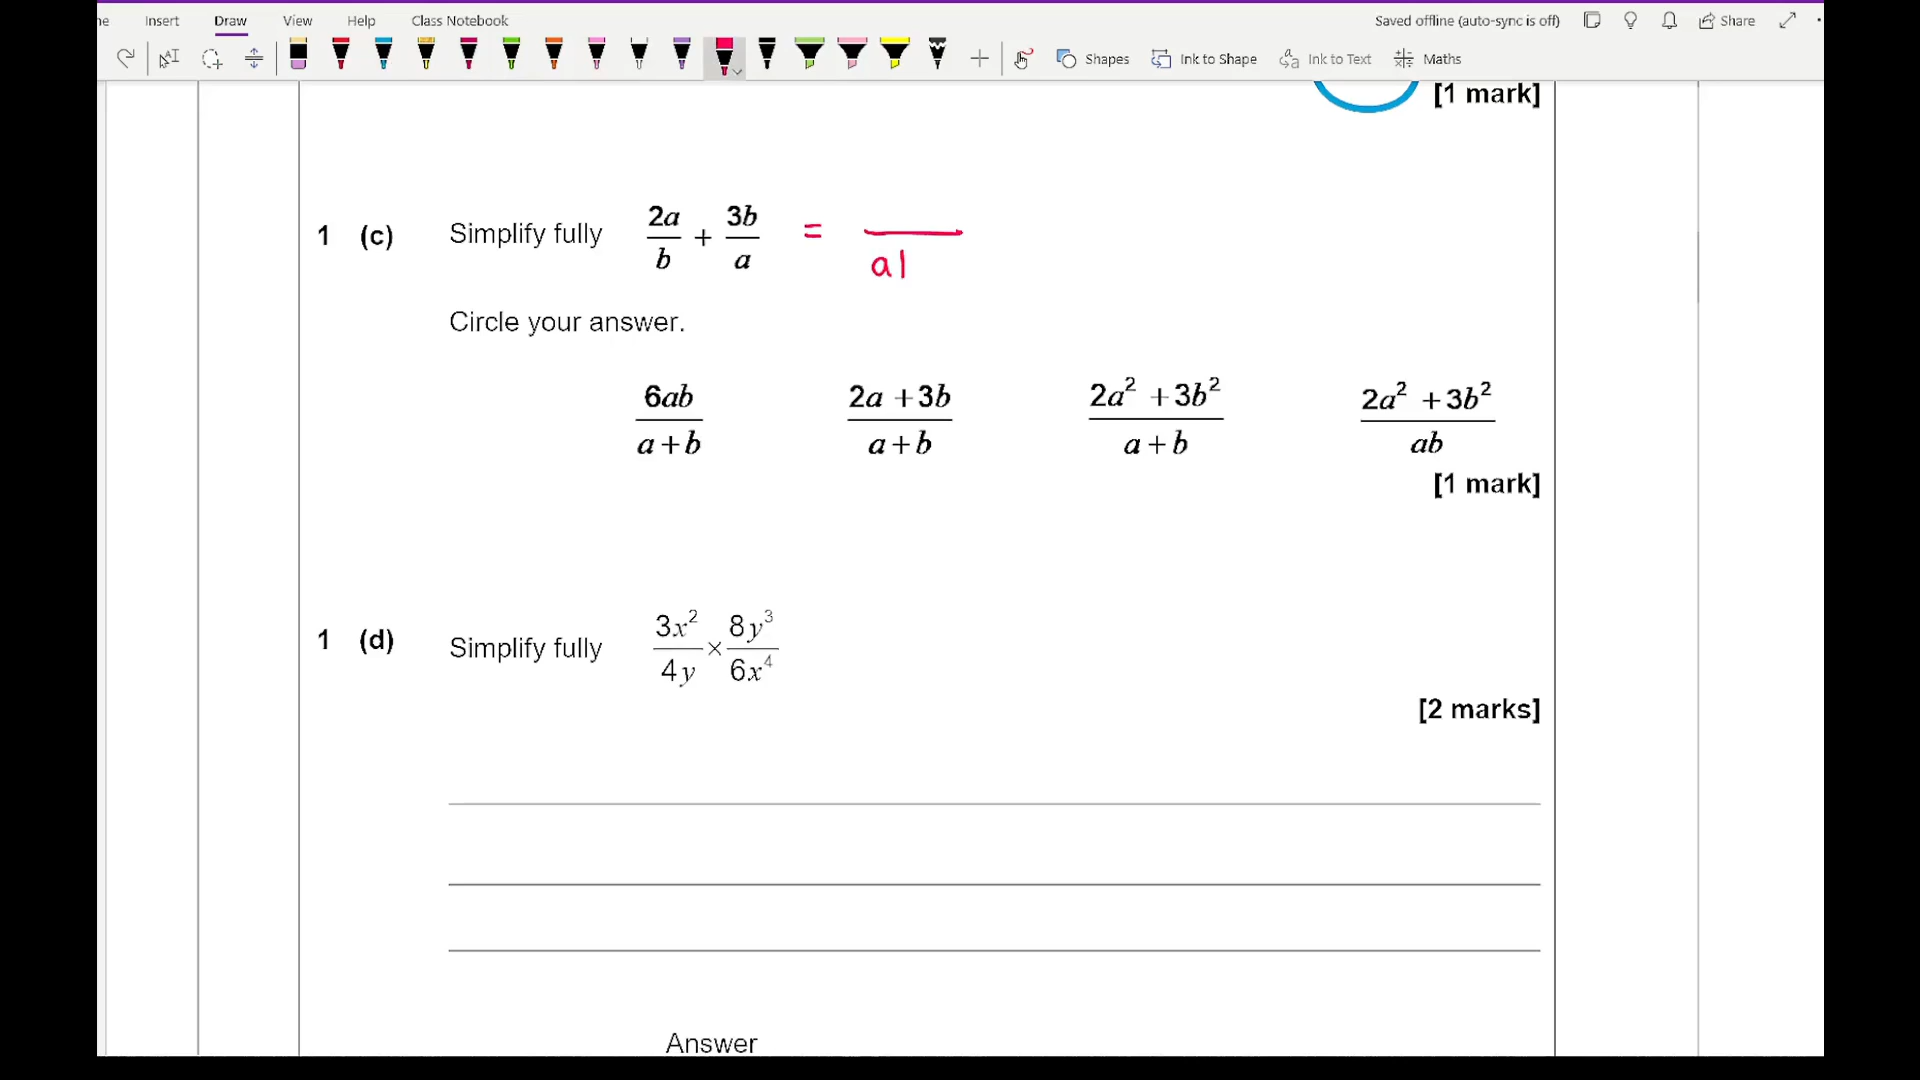 Insert Draw View Help Class Notebook Saved offline (auto-sync is off) Share
Shapes Ink to Shape Ink to Text Maths
[1 mark]
1 (c) Simplify fully 2a/b + 3b/a = /a
Circle your answer.
6ab/(a + b) (2a + 3b)/(a + b) (2a² + 3b²)/(a + b) (2a² + 3b²)/ab
[1 mark]
1 (d) Simplify fully 3x²/4y × 8y³/6x⁴
[2 marks]
Answer